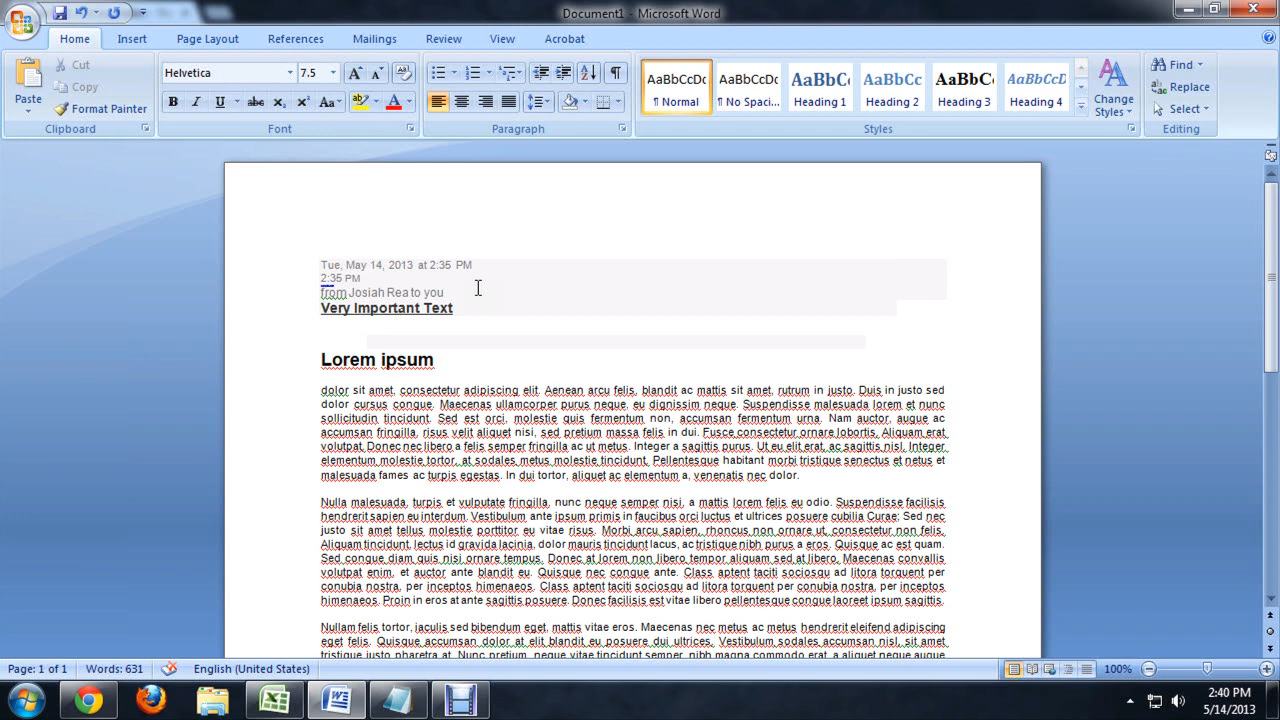 Document1 - Microsoft Word
Home Insert Page Layout References Mailings Review View Acrobat
Paste
Cut
Copy
Format Painter
Clipboard
Helvetica 7.5
Font
Paragraph
AaBbCcDc AaBbCcDc AaBbC AaBbCc AaBbCc AaBbCcD
¶ Normal ¶ No Spaci... Heading 1 Heading 2 Heading 3 Heading 4
Change
Styles
Styles
Find
Replace
Select
Editing
Tue, May 14, 2013 at 2:35 PM
2:35 PM
from Josiah Rea to you
Very Important Text
Lorem ipsum
dolor sit amet, consectetur adipiscing elit. Aenean arcu felis, blandit ac mattis sit amet, rutrum in justo. Duis in justo sed
dolor cursus congue. Maecenas ullamcorper purus neque, eu dignissim neque. Suspendisse malesuada lorem et nunc
sollicitudin tincidunt. Sed est orci, molestie quis fermentum non, accumsan fermentum urna. Nam auctor, augue ac
accumsan fringilla, risus velit aliquet nisi, sed pretium massa felis in dui. Fusce consectetur ornare lobortis. Aliquam erat
volutpat. Donec nec libero a felis semper fringilla ac ut metus. Integer a sagittis purus. Ut eu elit erat, ac sagittis nisl. Integer
elementum molestie tortor, at sodales metus molestie tincidunt. Pellentesque habitant morbi tristique senectus et netus et
malesuada fames ac turpis egestas. In dui tortor, aliquet ac elementum a, venenatis nec dolor.
Nulla malesuada, turpis et vulputate fringilla, nunc neque semper nisi, a mattis lorem felis eu odio. Suspendisse facilisis
hendrerit sapien eu interdum. Vestibulum ante ipsum primis in faucibus orci luctus et ultrices posuere cubilia Curae; Sed nec
justo sit amet tellus molestie porttitor eu vitae risus. Morbi arcu sapien, rhoncus non ornare ut, consectetur non felis.
Aliquam tincidunt, lectus id gravida lacinia, dolor mauris tincidunt lacus, ac tristique nibh purus a eros. Quisque ac est quam.
Sed congue diam quis nisi ornare tempus. Donec at lorem non libero tempor aliquam sed at libero. Maecenas convallis
volutpat enim, et auctor ante blandit eu. Quisque nec congue ante. Class aptent taciti sociosqu ad litora torquent per
conubia nostra, per inceptos himenaeos. Class aptent taciti sociosqu ad litora torquent per conubia nostra, per inceptos
himenaeos. Proin in eros at ante sagittis posuere. Donec facilisis est vitae libero pellentesque congue laoreet ipsum sagittis.
Nullam felis tortor, iaculis sed bibendum eget, mattis vitae eros. Maecenas nec metus ac metus hendrerit eleifend adipiscing
eget felis. Quisque accumsan dolor at elit blandit eu posuere dui ultrices. Vestibulum sodales accumsan nisl, sit amet
tristique justo pharetra at. Nunc pretium, neque vitae tincidunt semper, nibh magna commodo ante, a aliquet neque augue
Page: 1 of 1 Words: 631 English (United States) 100%
2:40 PM
5/14/2013